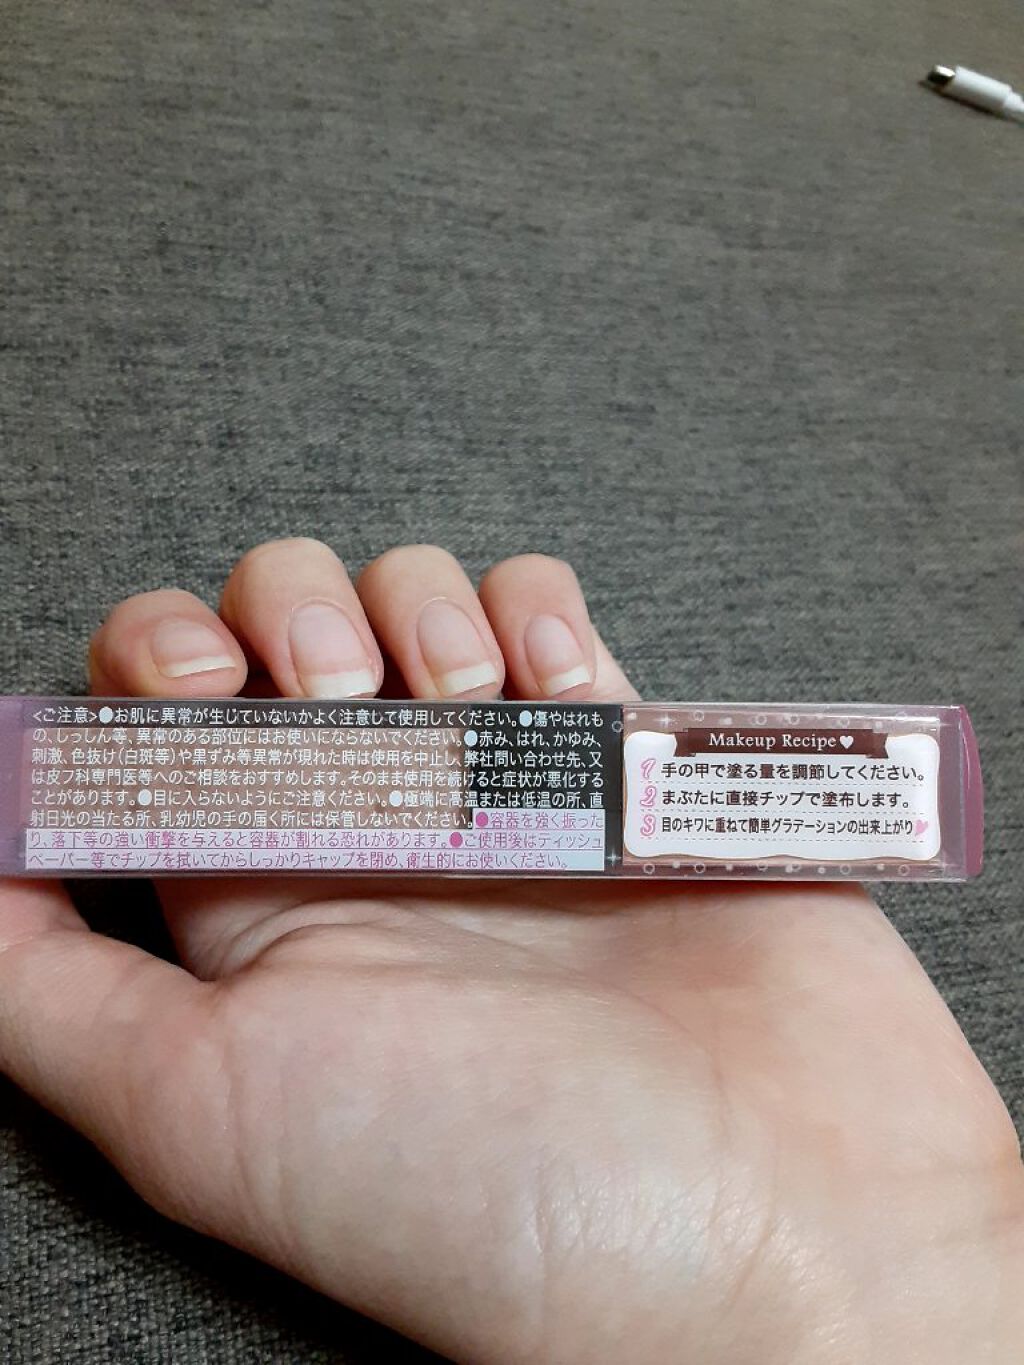 <ご注意>●お肌に異常が生じていないかよく注意して使用してください。●傷やはれも
の、しっしん等、異常のある部位にはお使いにならないでください。●赤み、はれ、かゆみ、
刺激、色抜け(白斑等)や黒ずみ等異常が現れた時は使用を中止し、弊社問い合わせ先、又
は皮フ科専門医等へのご相談をおすすめします。そのまま使用を続けると症状が悪化する
ことがあります。●目に入らないようにご注意ください。●極端に高温または低温の所、直
射日光の当たる所、乳幼児の手の届く所には保管しないでください。●容器を強く振った
り、落下等の強い衝撃を与えると容器が割れる恐れがあります。●ご使用後はティッシュ
ペーパー等でチップを拭いてからしっかりキャップを閉め、衛生的にお使いください。
Makeup Recipe♥
1 手の甲で塗る量を調節してください。
2 まぶたに直接チップで塗布します。
3 目のキワに重ねて簡単グラデーションの出来上がり♥